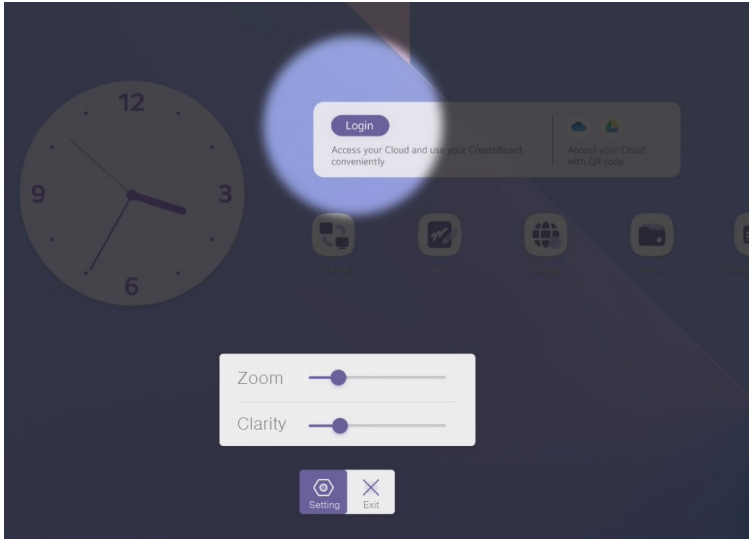 12
9
3
6
Login
Access your Cloud and use your CreateBoard
conveniently
Access your Cloud
with QR code
Zoom
Clarity
Setting
Exit